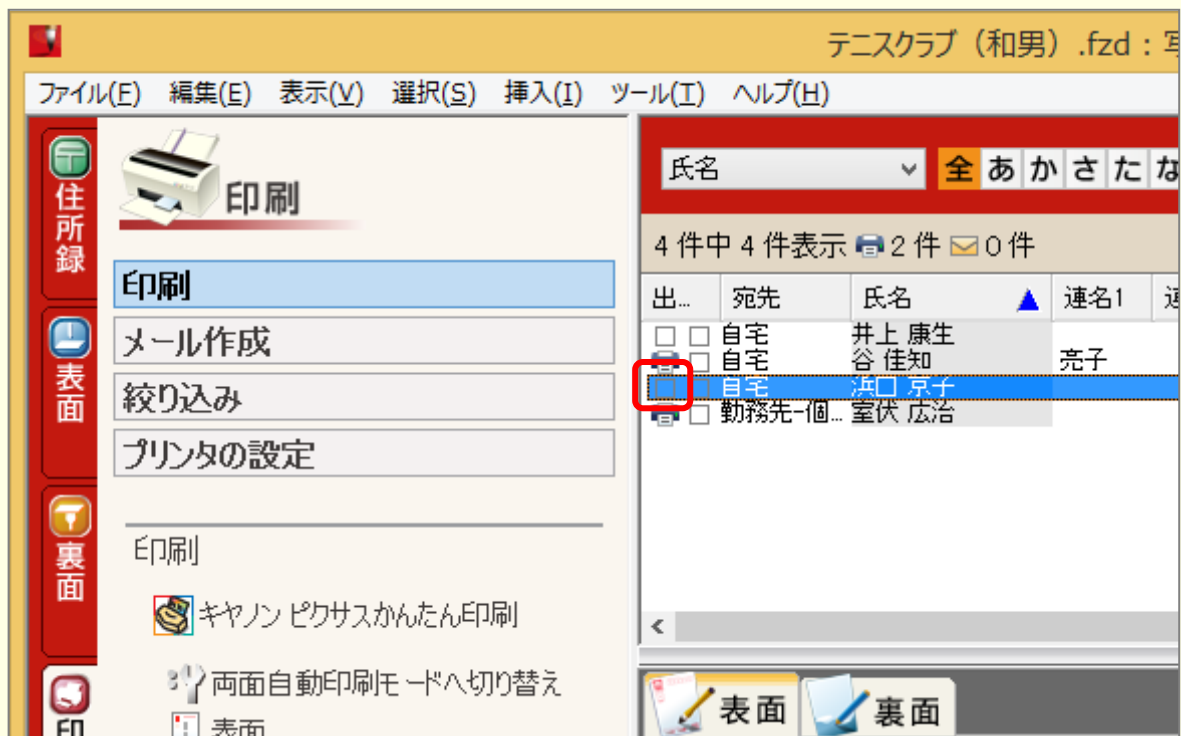 テニスクラブ（和男）.fzd：写
ファイル(F) 編集(E) 表示(V) 選択(S) 挿入(I) ツール(T) ヘルプ(H)
住所録
表面
裏面
印
印刷
印刷
メール作成
絞り込み
プリンタの設定
印刷
キヤノン ピクサスかんたん印刷
両面自動印刷モードへ切り替え
表面
氏名 全 あ か さ た な
4 件中 4 件表示 2 件 0 件
出... 宛先 氏名 連名1
自宅 井上 康生
自宅 谷 佳知 亮子
自宅 浜口 京子
勤務先-個... 室伏 広治
表面 裏面